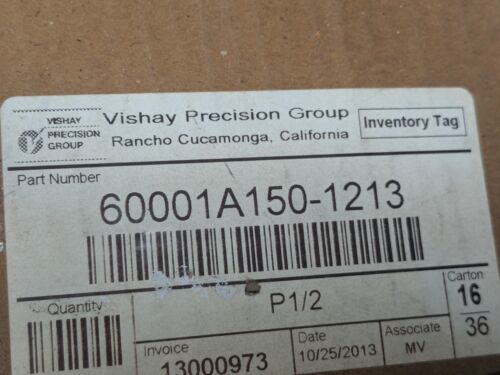 VISHAY
PRECISION
GROUP
Vishay Precision Group
Rancho Cucamonga, California
Inventory Tag
Part Number
60001A150-1213
Quantity
P1/2
Carton
16
36
Invoice
13000973
Date
10/25/2013
Associate
MV